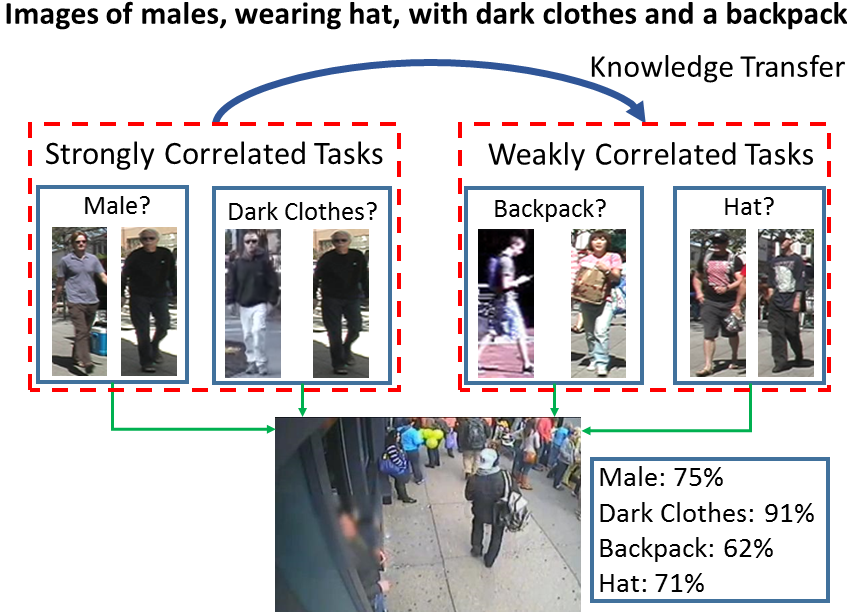 Images of males, wearing hat, with dark clothes and a backpack
Knowledge Transfer
Strongly Correlated Tasks
Weakly Correlated Tasks
Male?
Dark Clothes?
Backpack?
Hat?
Male: 75%
Dark Clothes: 91%
Backpack: 62%
Hat: 71%